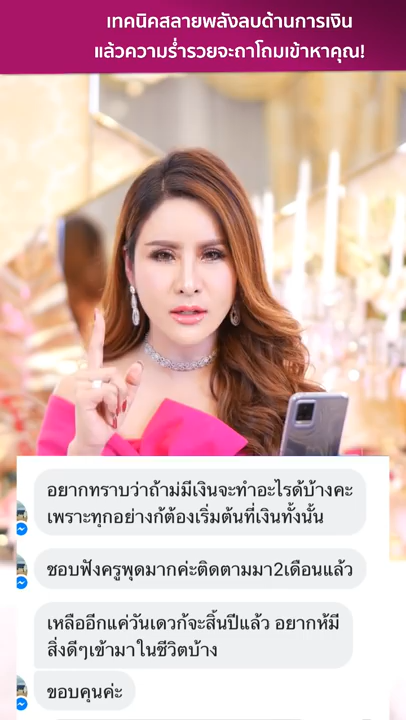 เทคนิคสลายพลังลบด้านการเงิน
แล้วความร่ำรวยจะถาโถมเข้าหาคุณ!
อยากทราบว่าถ้าม่มีเงินจะทำอะไรด้บ้างคะ
เพราะทุกอย่างก้ต้องเริ่มต้นที่เงินทั้งนั้น
ชอบฟังครูพุดมากค่ะติดตามมา2เดือนแล้ว
เหลืออีกแค่วันเดวก้จะสิ้นปีแล้ว อยากห้มี
สิ่งดีๆเข้ามาในชีวิตบ้าง
ขอบคุนค่ะ